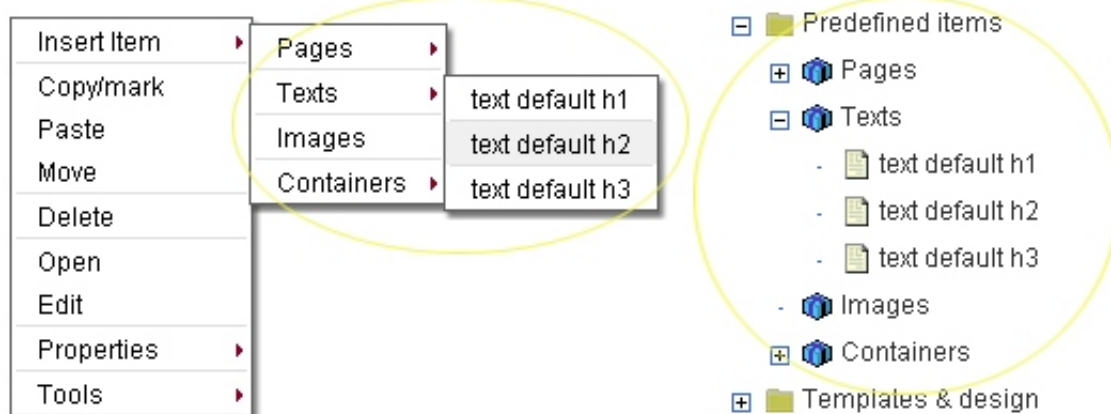 Insert Item
Copy/mark
Paste
Move
Delete
Open
Edit
Properties
Tools
Pages
Texts
Images
Containers
text default h1
text default h2
text default h3
Predefined items
Pages
Texts
text default h1
text default h2
text default h3
Images
Containers
Templates & design